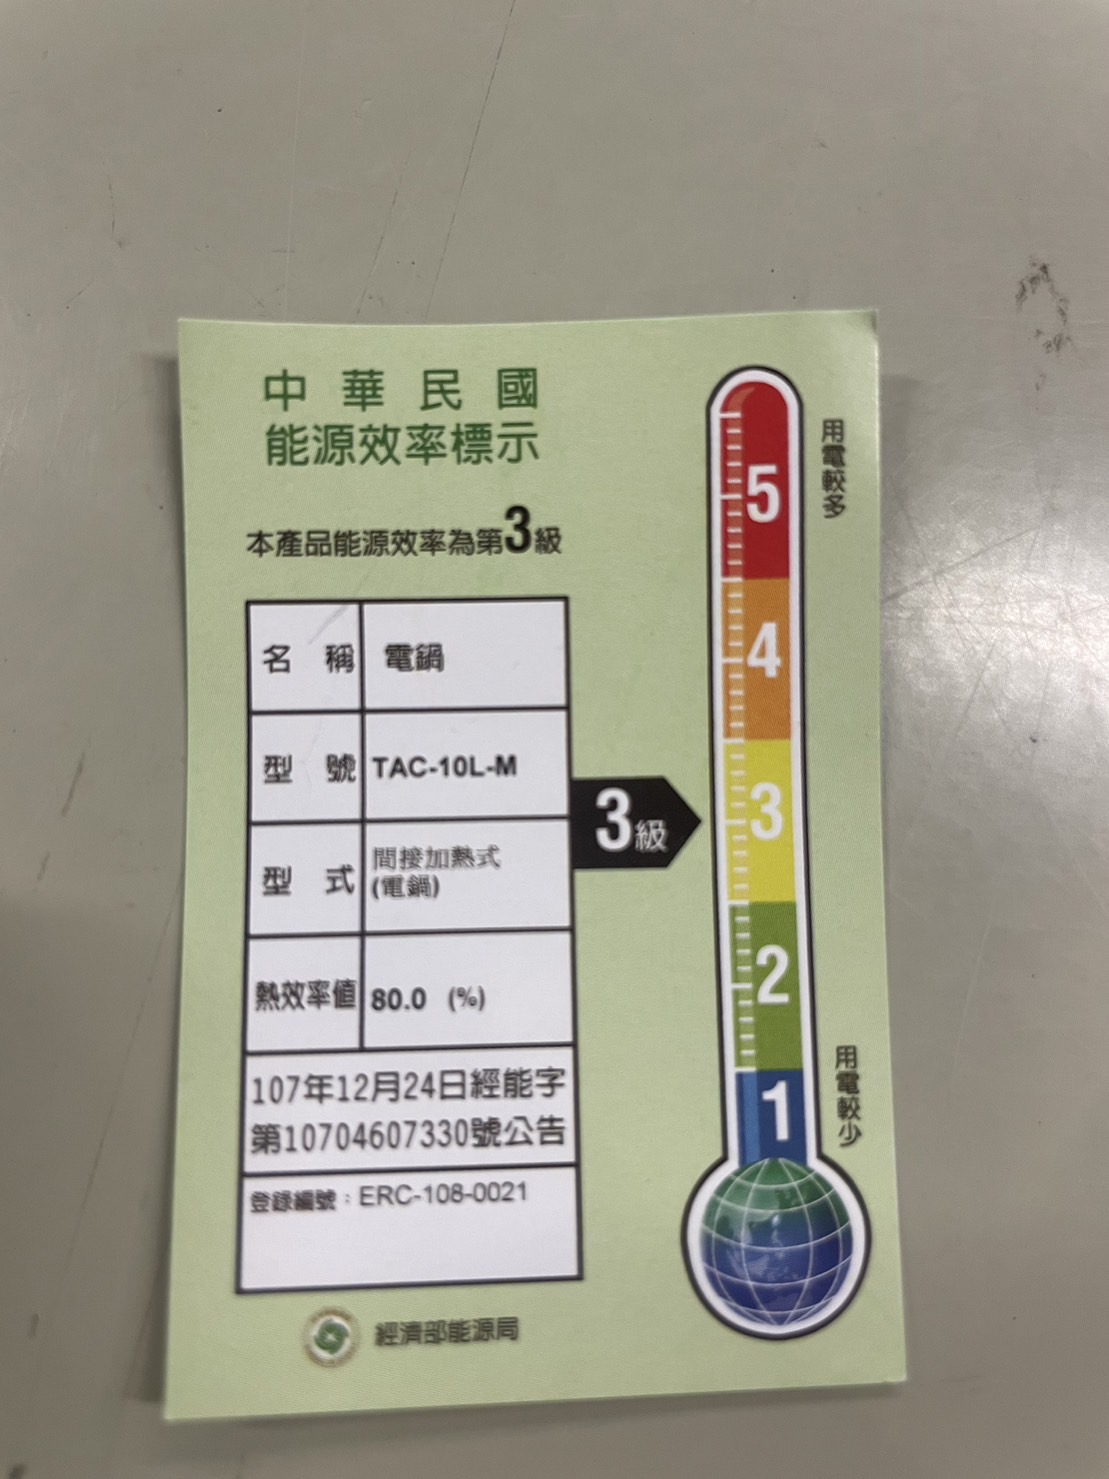 中華民國
能源效率標示
本產品能源效率為第3級
名稱 電鍋
型號 TAC-10L-M
型式 間接加熱式
(電鍋)
熱效率值 80.0 (%)
107年12月24日經能字
第10704607330號公告
登錄編號：ERC-108-0021
經濟部能源局
3級
用電較多
5
4
3
2
1
用電較少